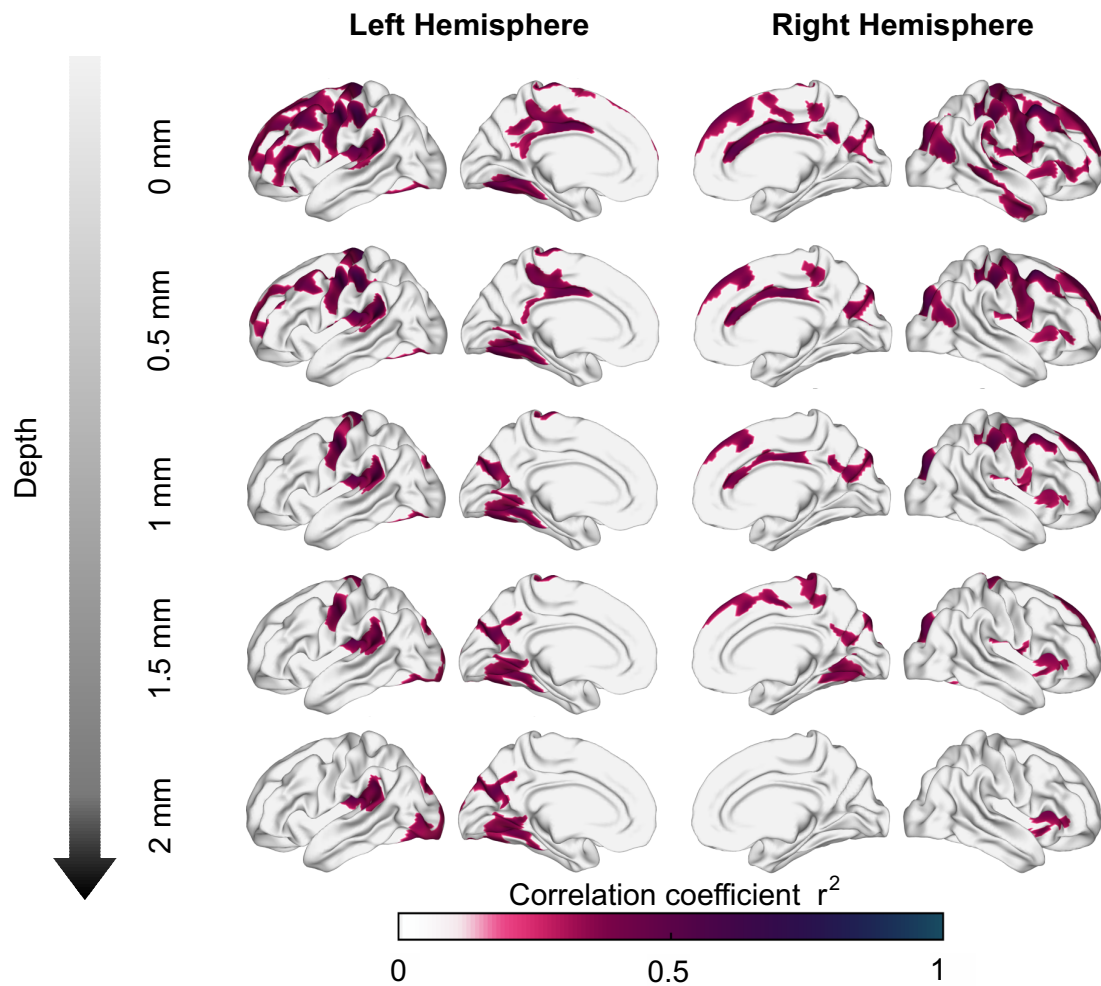 Left Hemisphere
Right Hemisphere
Depth
0 mm
0.5 mm
1 mm
1.5 mm
2 mm
Correlation coefficient r²
0
0.5
1